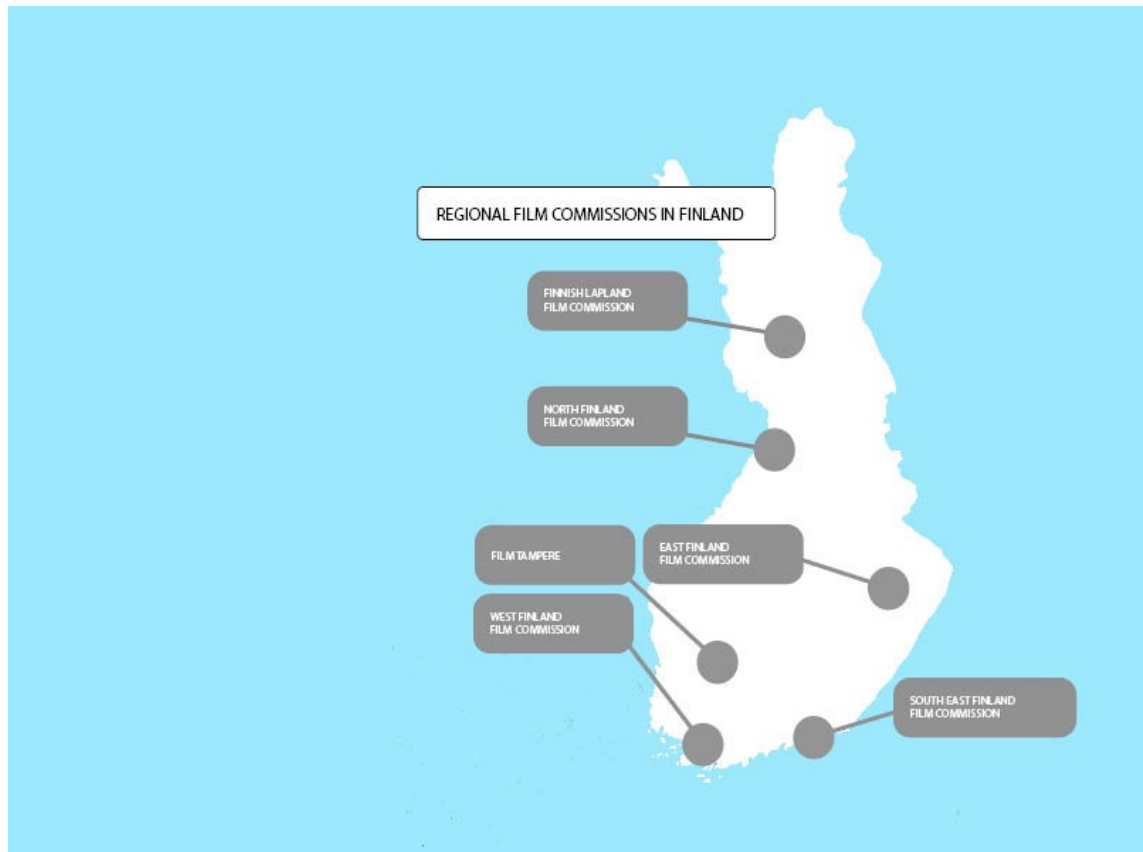 REGIONAL FILM COMMISSIONS IN FINLAND
FINNISH LAPLAND
FILM COMMISSION
NORTH FINLAND
FILM COMMISSION
FILM TAMPERE
EAST FINLAND
FILM COMMISSION
WEST FINLAND
FILM COMMISSION
SOUTH EAST FINLAND
FILM COMMISSION